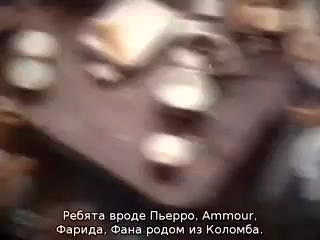 Ребята вроде Пьерро, Ammour,
Фарида, Фана родом из Коломба.